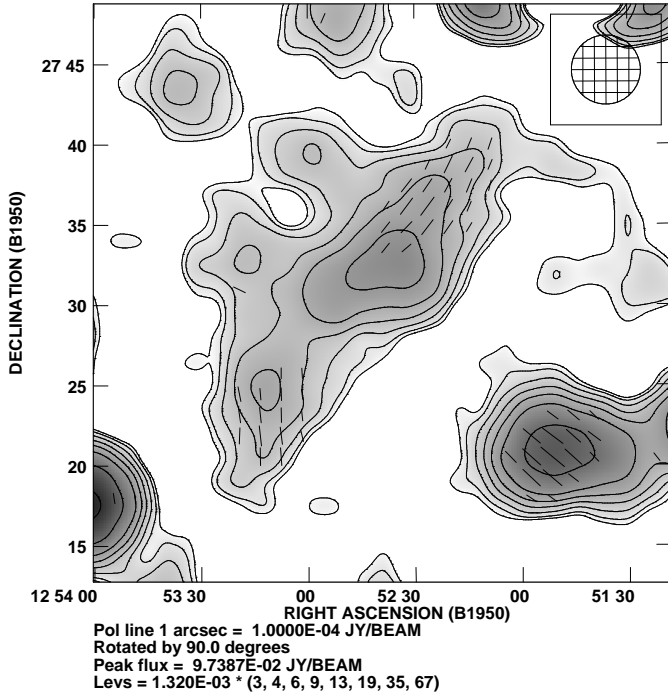 27 45
40
35
30
25
20
15
DECLINATION (B1950)
12 54 00 53 30 00 52 30 00 51 30
RIGHT ASCENSION (B1950)
Pol line 1 arcsec = 1.0000E-04 JY/BEAM
Rotated by 90.0 degrees
Peak flux = 9.7387E-02 JY/BEAM
Levs = 1.320E-03 * (3, 4, 6, 9, 13, 19, 35, 67)